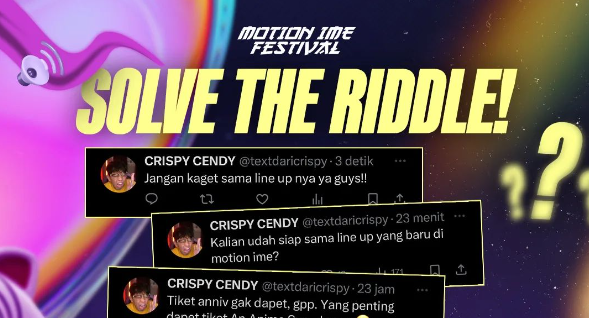 MOTION IME
FESTIVAL
SOLVE THE RIDDLE!
CRISPY CENDY @textdaricrispy · 3 detik
Jangan kaget sama line up nya ya guys!!
CRISPY CENDY @textdaricrispy · 23 menit
Kalian udah siap sama line up yang baru di
motion ime?
171
CRISPY CENDY @textdaricrispy · 23 jam
Tiket anniv gak dapet, gpp. Yang penting
???